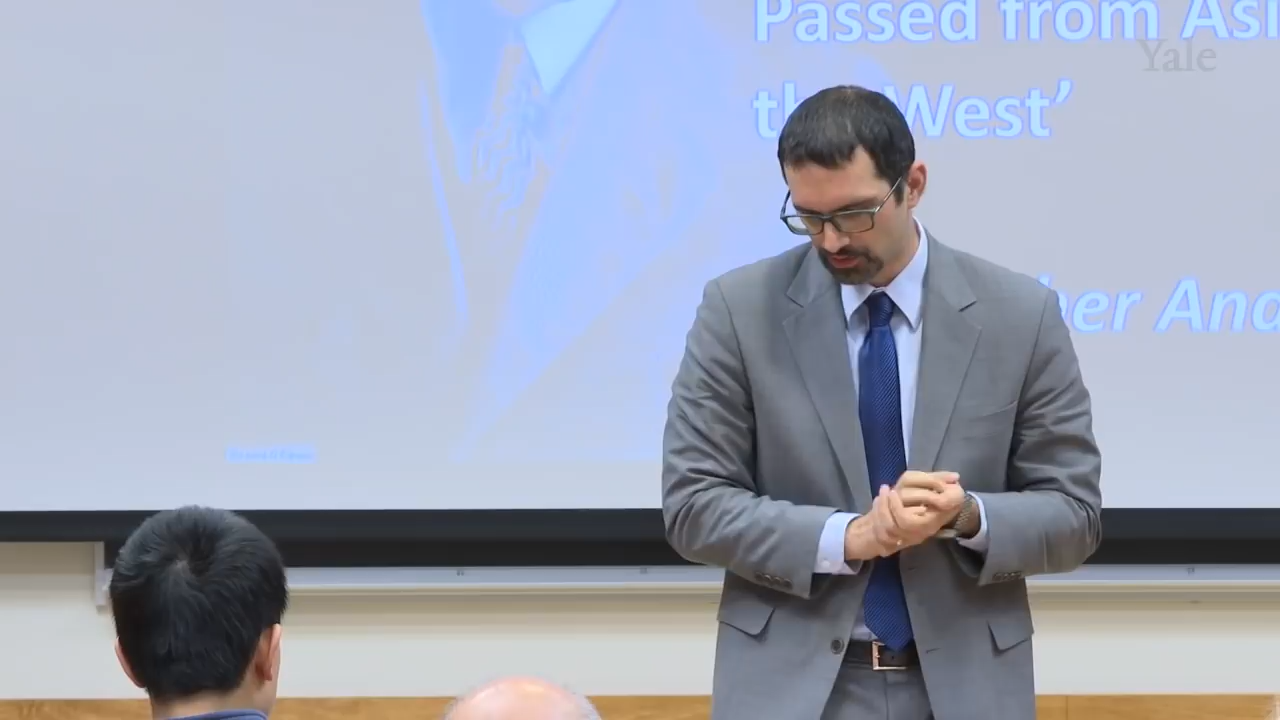 Passed from Asi
Yale
the West’
her And